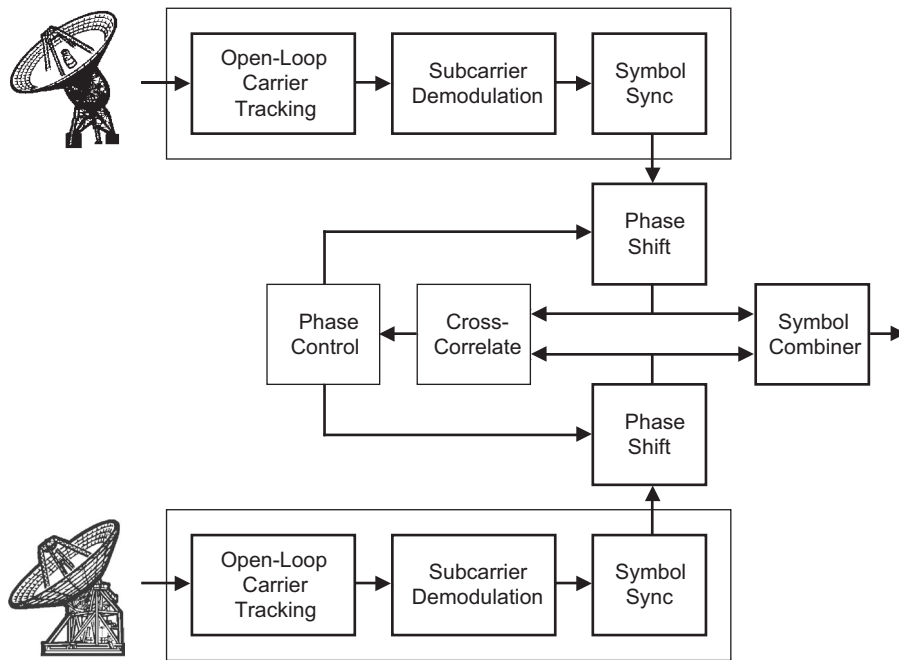 Open-Loop
Carrier
Tracking
Subcarrier
Demodulation
Symbol
Sync
Phase
Shift
Phase
Control
Cross-
Correlate
Symbol
Combiner
Phase
Shift
Open-Loop
Carrier
Tracking
Subcarrier
Demodulation
Symbol
Sync